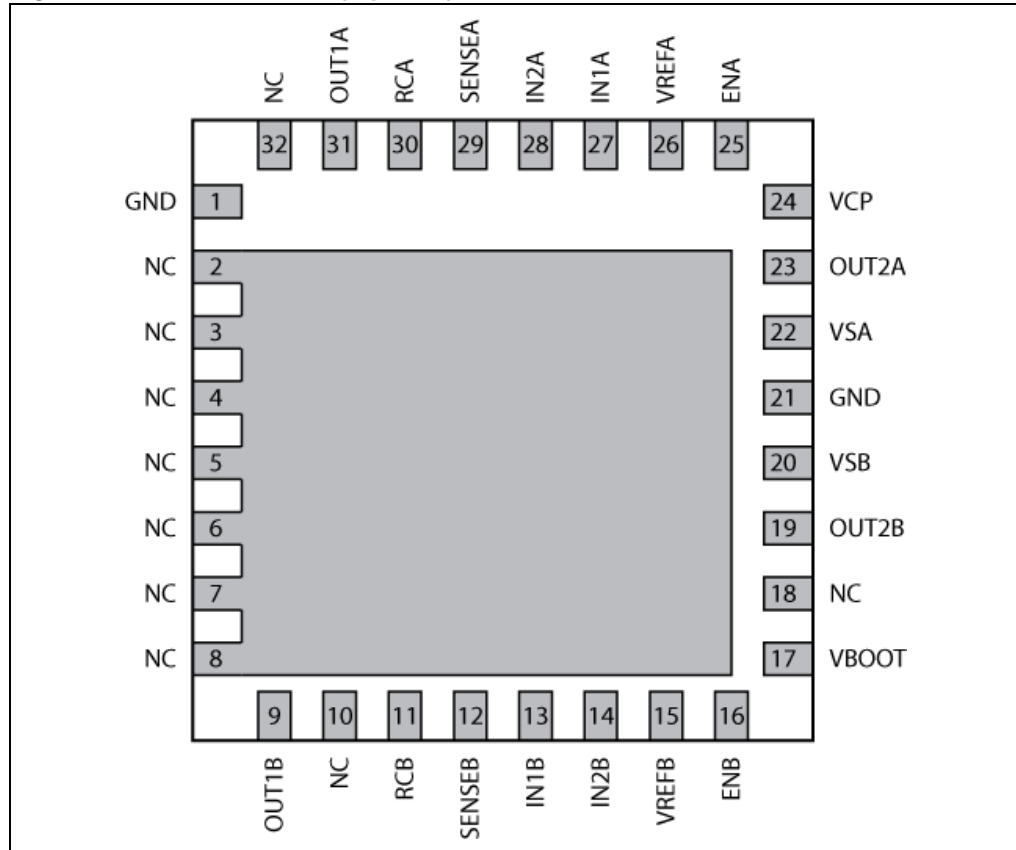 NC
OUT1A
RCA
SENSEA
IN2A
IN1A
VREFA
ENA
32
31
30
29
28
27
26
25
GND 1
24 VCP
NC 2
23 OUT2A
NC 3
22 VSA
NC 4
21 GND
NC 5
20 VSB
NC 6
19 OUT2B
NC 7
18 NC
NC 8
17 VBOOT
9
10
11
12
13
14
15
16
OUT1B
NC
RCB
SENSEB
IN1B
IN2B
VREFB
ENB